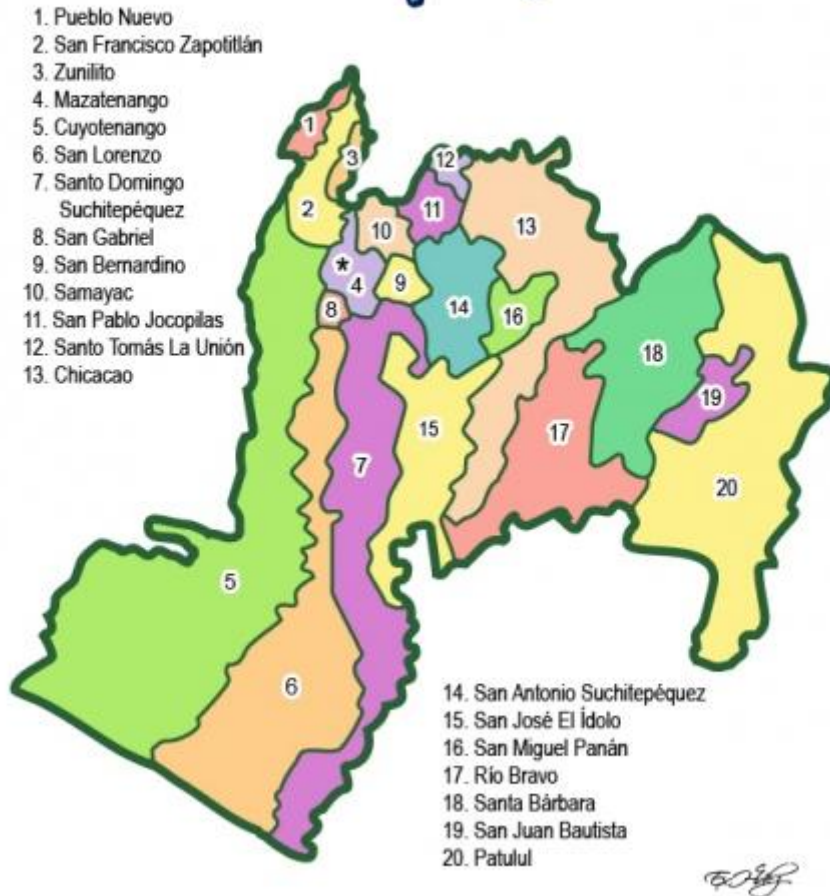 1. Pueblo Nuevo
2. San Francisco Zapotitlán
3. Zunilito
4. Mazatenango
5. Cuyotenango
6. San Lorenzo
7. Santo Domingo
Suchitepéquez
8. San Gabriel
9. San Bernardino
10. Samayac
11. San Pablo Jocopilas
12. Santo Tomás La Unión
13. Chicacao
1
3
12
2
11
13
10
*
4
9
8
14
16
18
19
15
17
7
20
5
6
14. San Antonio Suchitepéquez
15. San José El Ídolo
16. San Miguel Panán
17. Río Bravo
18. Santa Bárbara
19. San Juan Bautista
20. Patulul